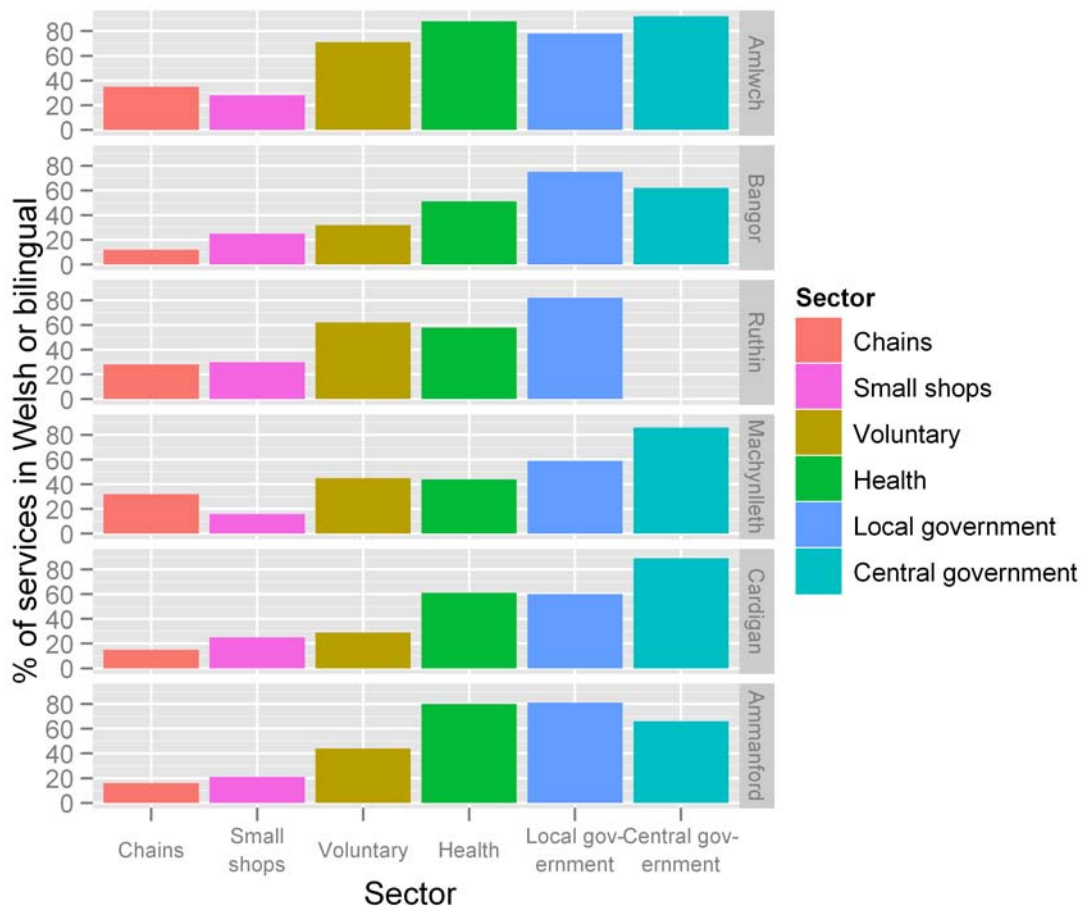 % of services in Welsh or bilingual
80
60
40
20
0
Amlwch
80
60
40
20
0
Bangor
80
60
40
20
0
Ruthin
80
60
40
20
0
Machynlleth
80
60
40
20
0
Cardigan
80
60
40
20
0
Ammanford
Chains
Small
shops
Voluntary
Health
Local gov-
ernment
Central gov-
ernment
Sector
Sector
Chains
Small shops
Voluntary
Health
Local government
Central government